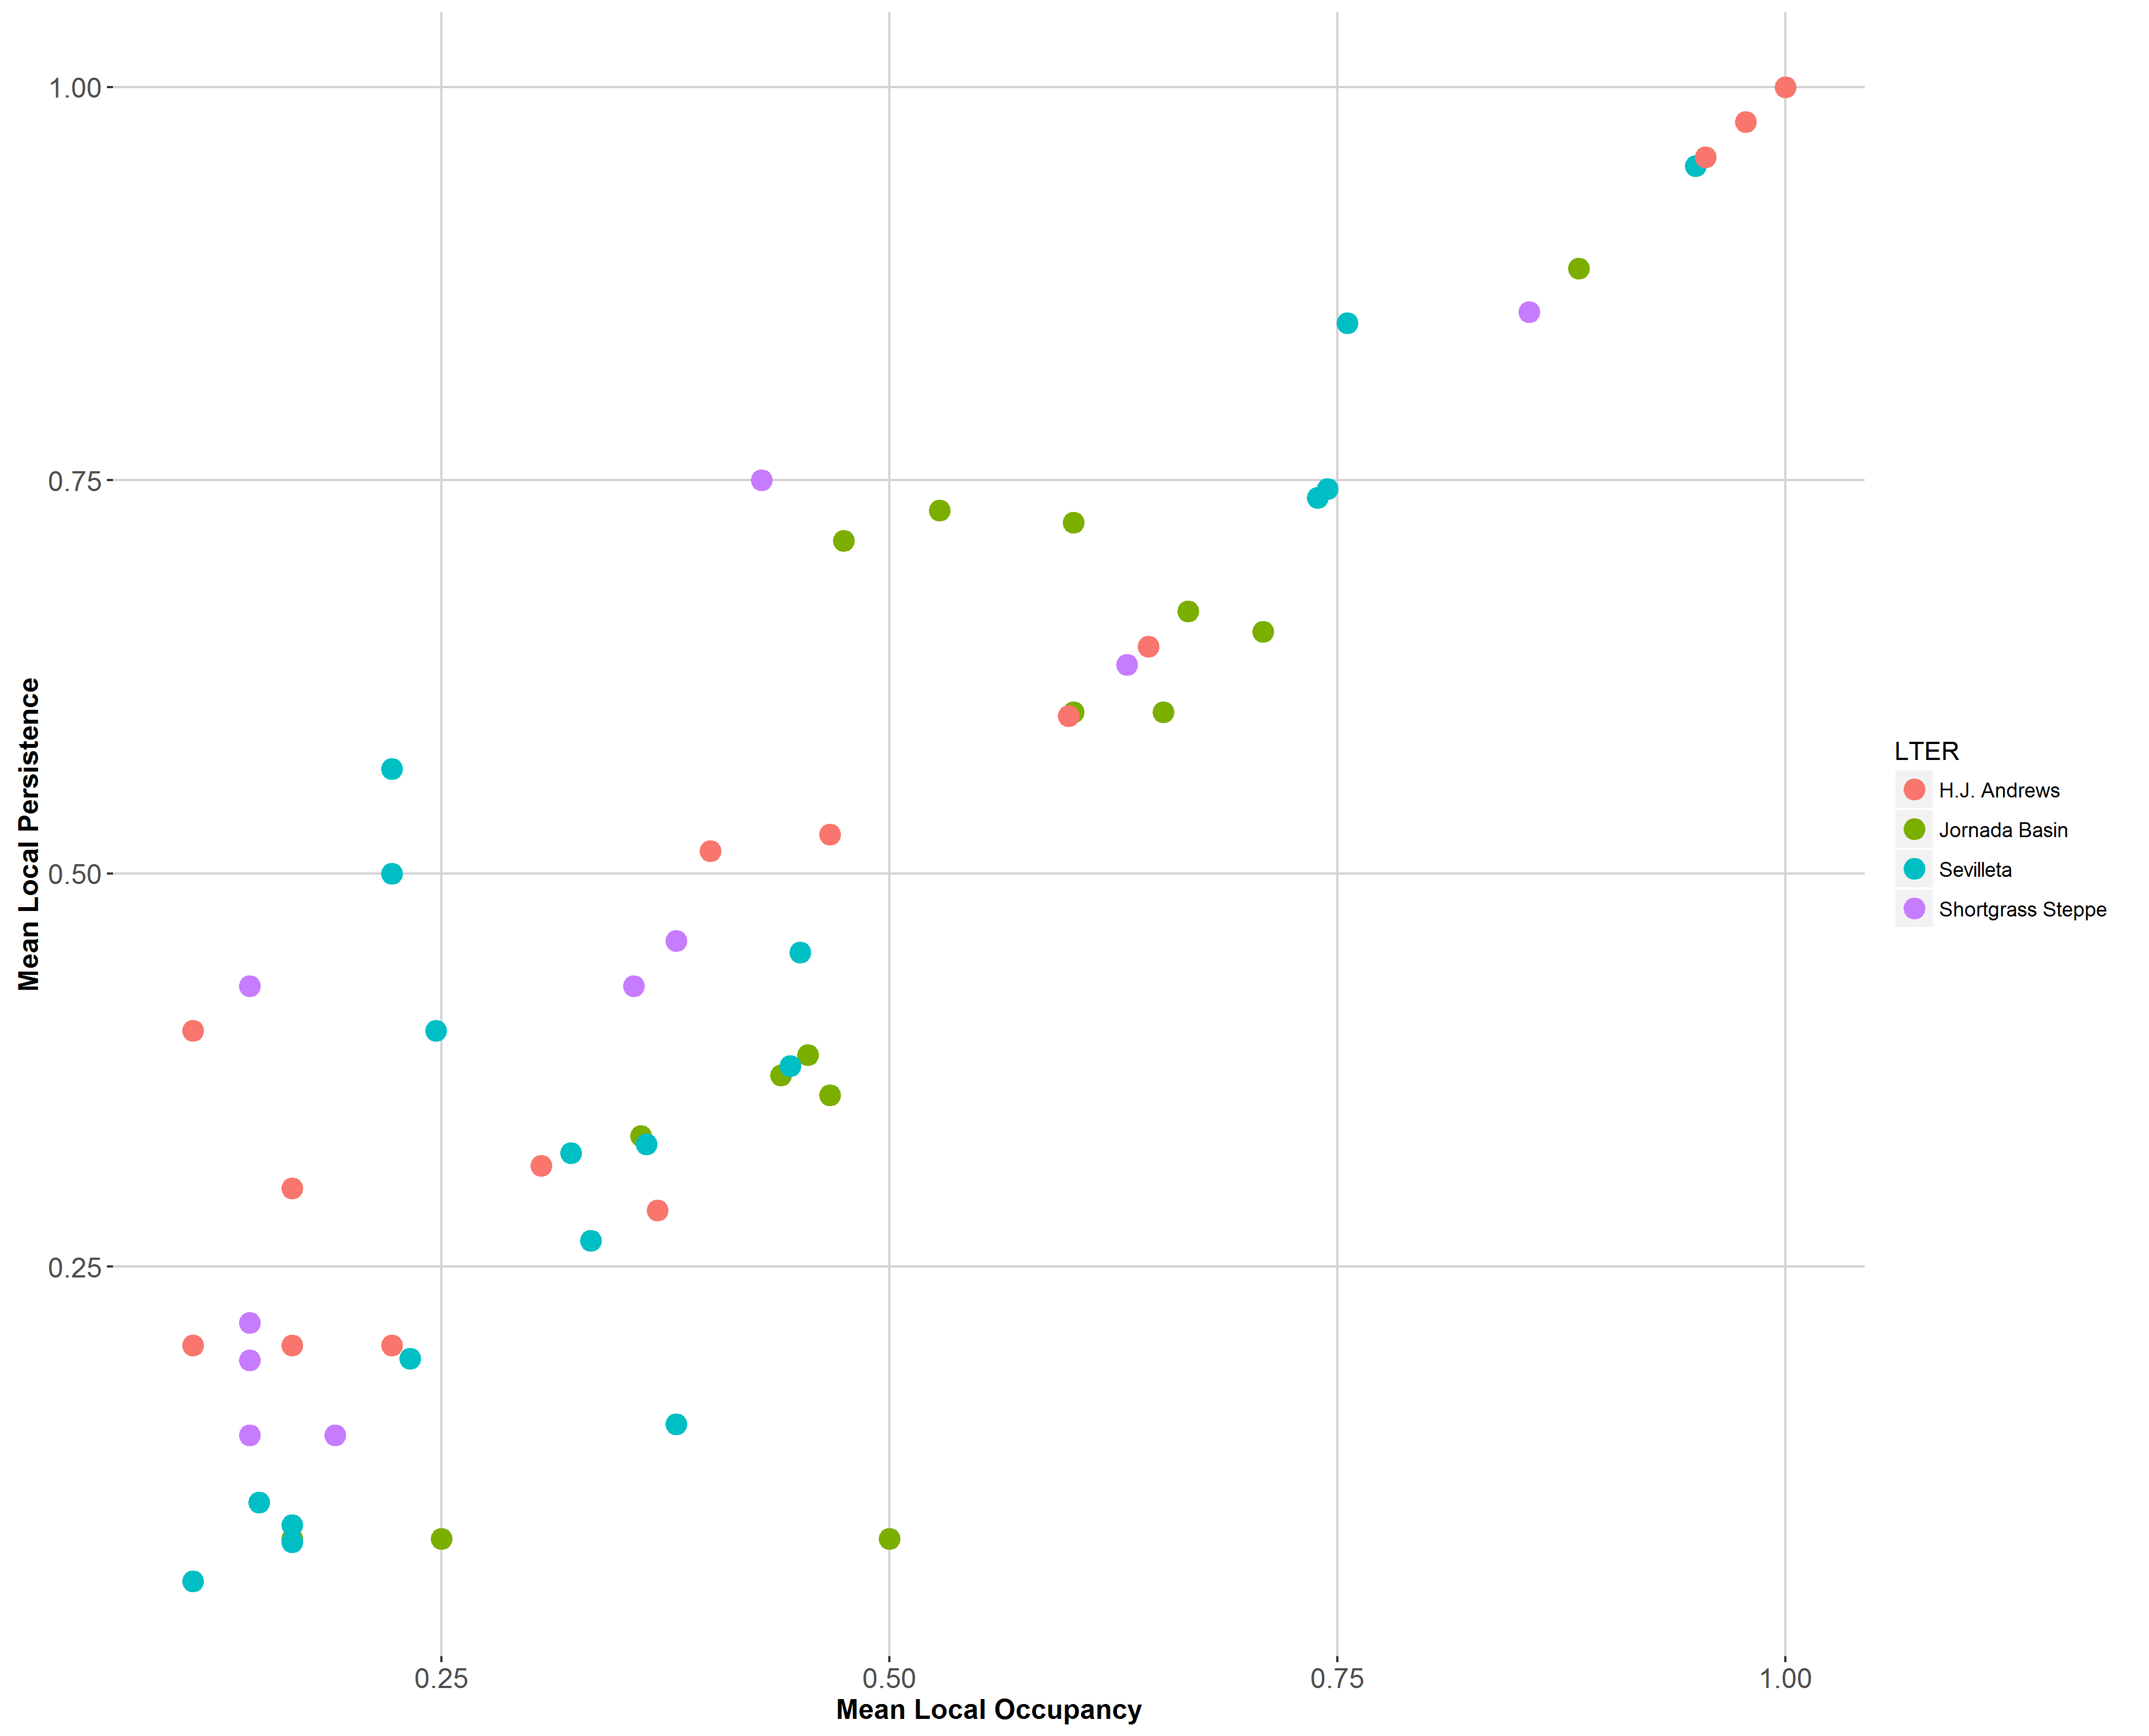 1.00
0.75
0.50
0.25
Mean Local Persistence
0.25 0.50 0.75 1.00
Mean Local Occupancy
LTER
H.J. Andrews
Jornada Basin
Sevilleta
Shortgrass Steppe